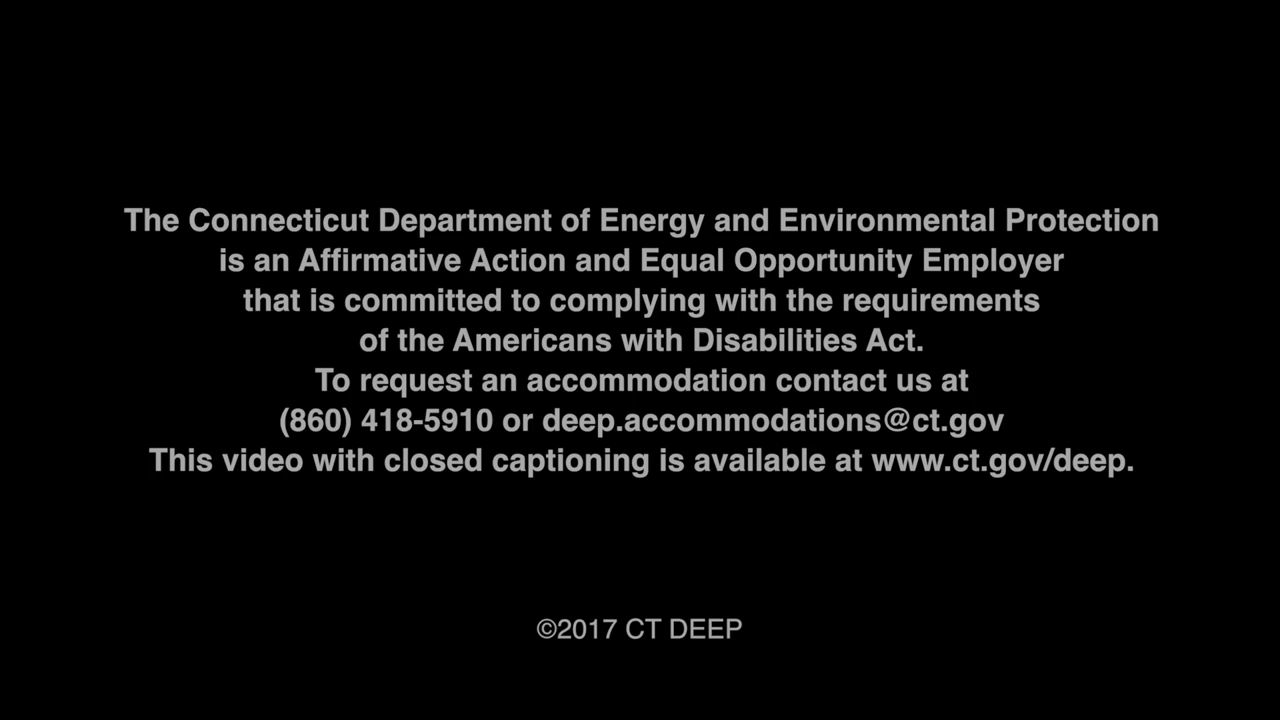 The Connecticut Department of Energy and Environmental Protection
is an Affirmative Action and Equal Opportunity Employer
that is committed to complying with the requirements
of the Americans with Disabilities Act.
To request an accommodation contact us at
(860) 418-5910 or deep.accommodations@ct.gov
This video with closed captioning is available at www.ct.gov/deep.
©2017 CT DEEP